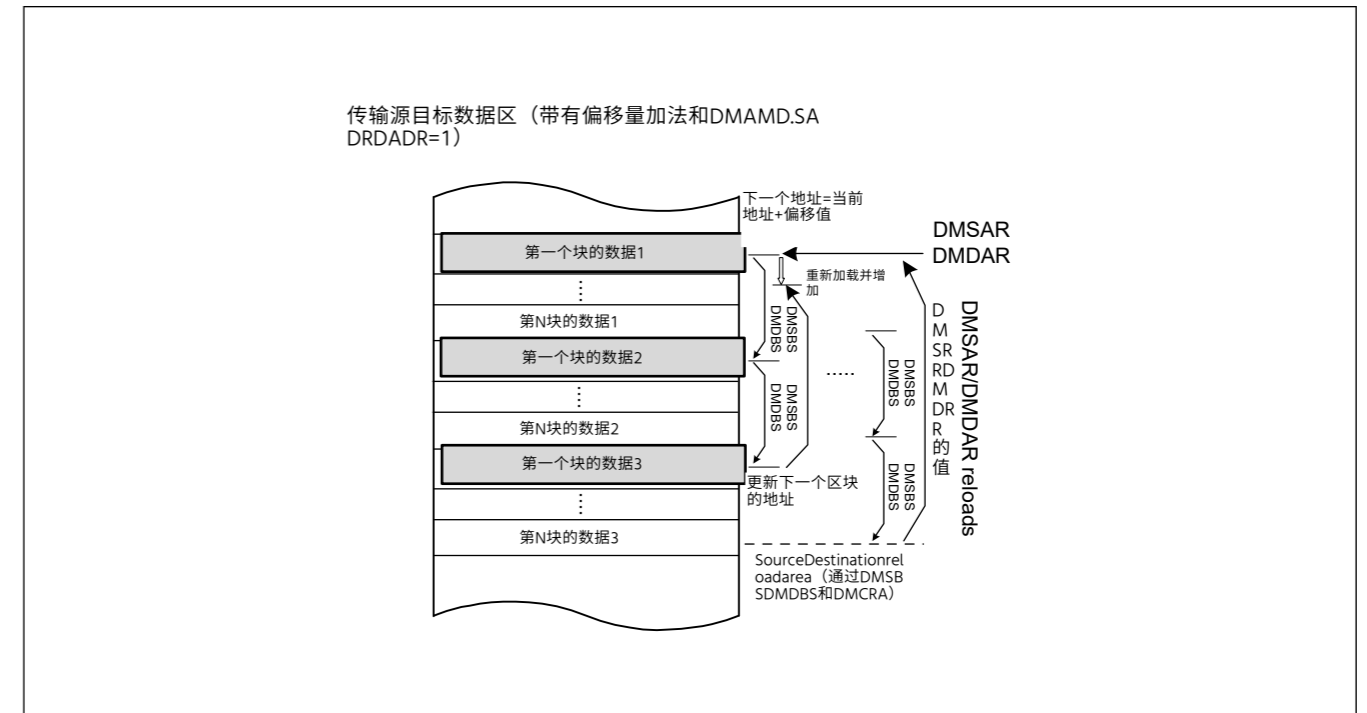 传输源目标数据区（带有偏移量加法和DMAMD.SA
DRDADR=1）
下一个地址=当前
地址+偏移值
DMSAR
DMDAR
第一个块的数据1
重新加载并增
加
第N块的数据1
第一个块的数据2
第N块的数据2
第一个块的数据3
第N块的数据3
DMSBS
DMDBS
DMSBS
DMDBS
.....
DMSBS
DMDBS
DMSBS
DMDBS
D
M
SR
RD
M
DR
R
的
值
DMSAR/DMDAR reloads
更新下一个区块
的地址
SourceDestinationrel
oadarea（通过DMSB
SDMDBS和DMCRA）